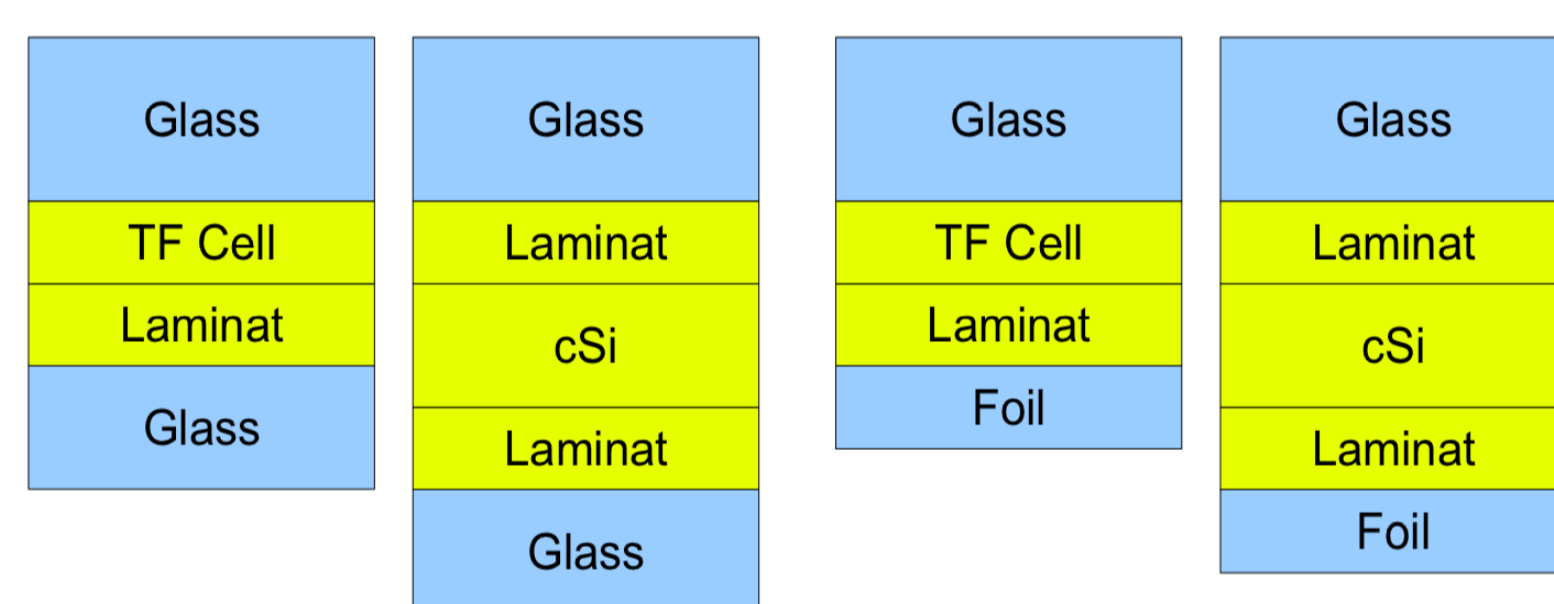 Glass
TF Cell
Laminat
Glass
Glass
Laminat
cSi
Laminat
Glass
Glass
TF Cell
Laminat
Foil
Glass
Laminat
cSi
Laminat
Foil